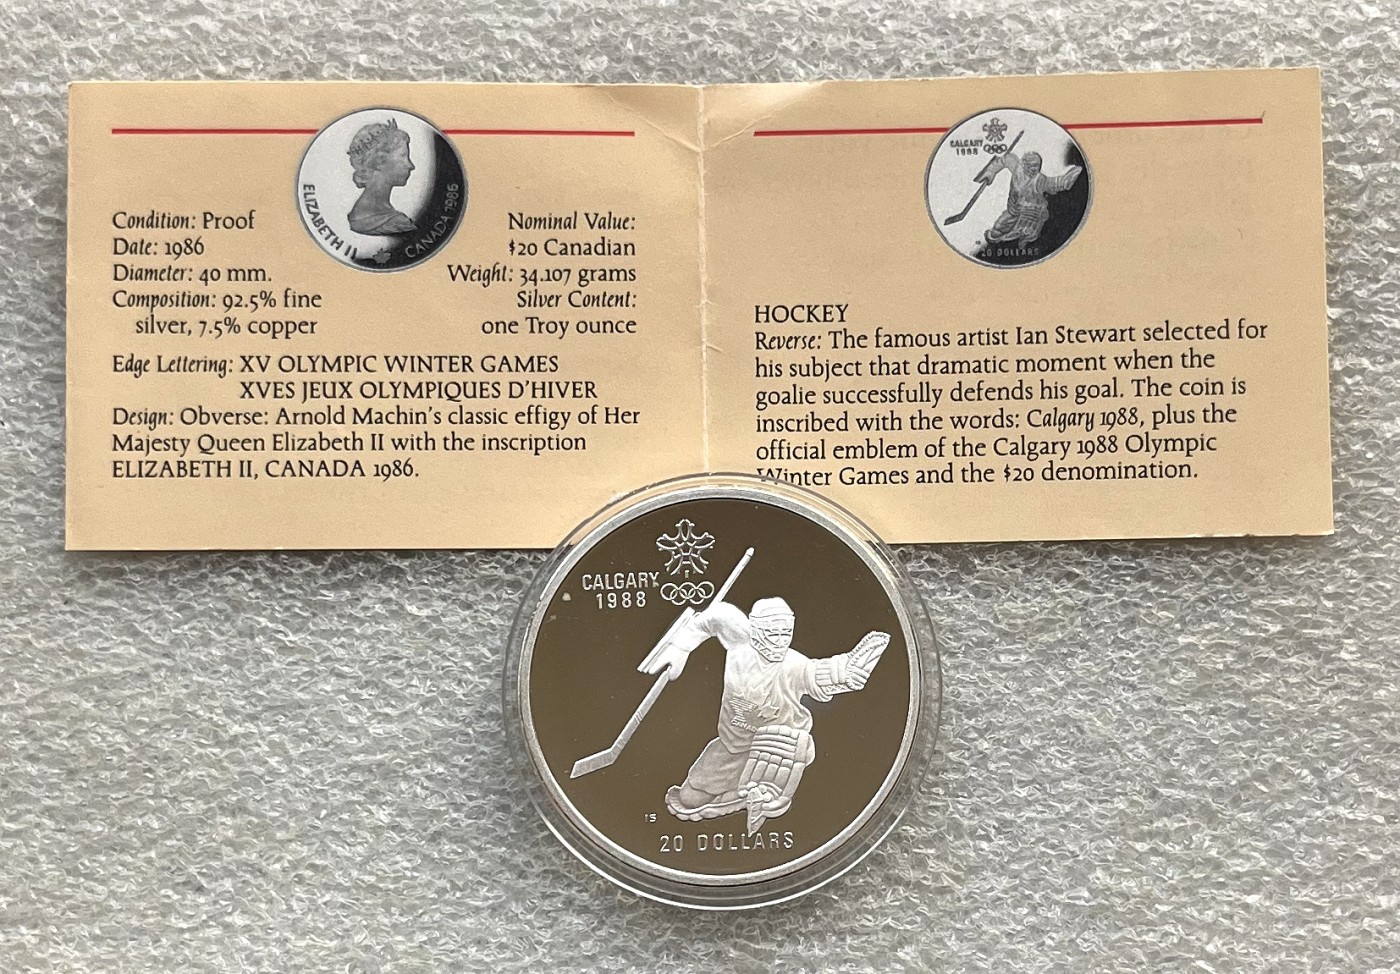 ELIZABETH II CANADA 1986
Condition: Proof
Date: 1986
Diameter: 40 mm.
Composition: 92.5% fine
silver, 7.5% copper
Nominal Value:
$20 Canadian
Weight: 34.107 grams
Silver Content:
one Troy ounce
Edge Lettering: XV OLYMPIC WINTER GAMES
XVES JEUX OLYMPIQUES D'HIVER
Design: Obverse: Arnold Machin's classic effigy of Her
Majesty Queen Elizabeth II with the inscription
ELIZABETH II, CANADA 1986.
CALGARY
1988
20 DOLLARS
HOCKEY
Reverse: The famous artist Ian Stewart selected for
his subject that dramatic moment when the
goalie successfully defends his goal. The coin is
inscribed with the words: Calgary 1988, plus the
official emblem of the Calgary 1988 Olympic
Winter Games and the $20 denomination.
CALGARY
1988
CANADA
IS
20 DOLLARS